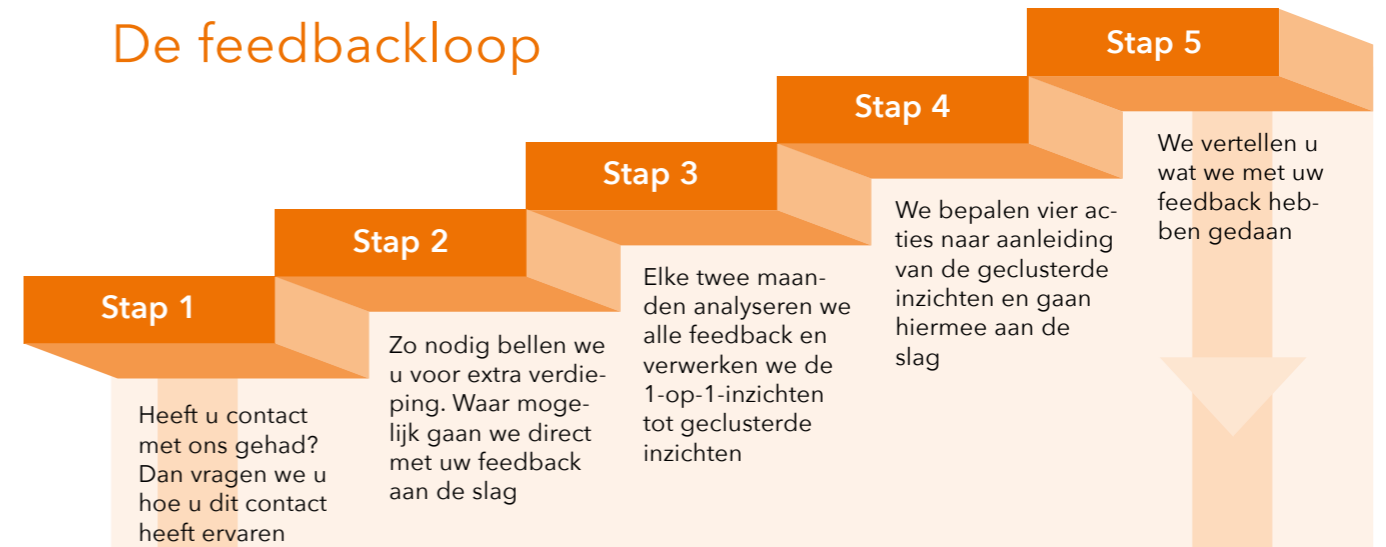 De feedbackloop
Stap 1
Heeft u contact
met ons gehad?
Dan vragen we u
hoe u dit contact
heeft ervaren
Stap 2
Zo nodig bellen we
u voor extra verdie-
ping. Waar moge-
lijk gaan we direct
met uw feedback
aan de slag
Stap 3
Elke twee maan-
den analyseren we
alle feedback en
verwerken we de
1-op-1-inzichten
tot geclusterde
inzichten
Stap 4
We bepalen vier ac-
ties naar aanleiding
van de geclusterde
inzichten en gaan
hiermee aan de
slag
Stap 5
We vertellen u
wat we met uw
feedback heb-
ben gedaan